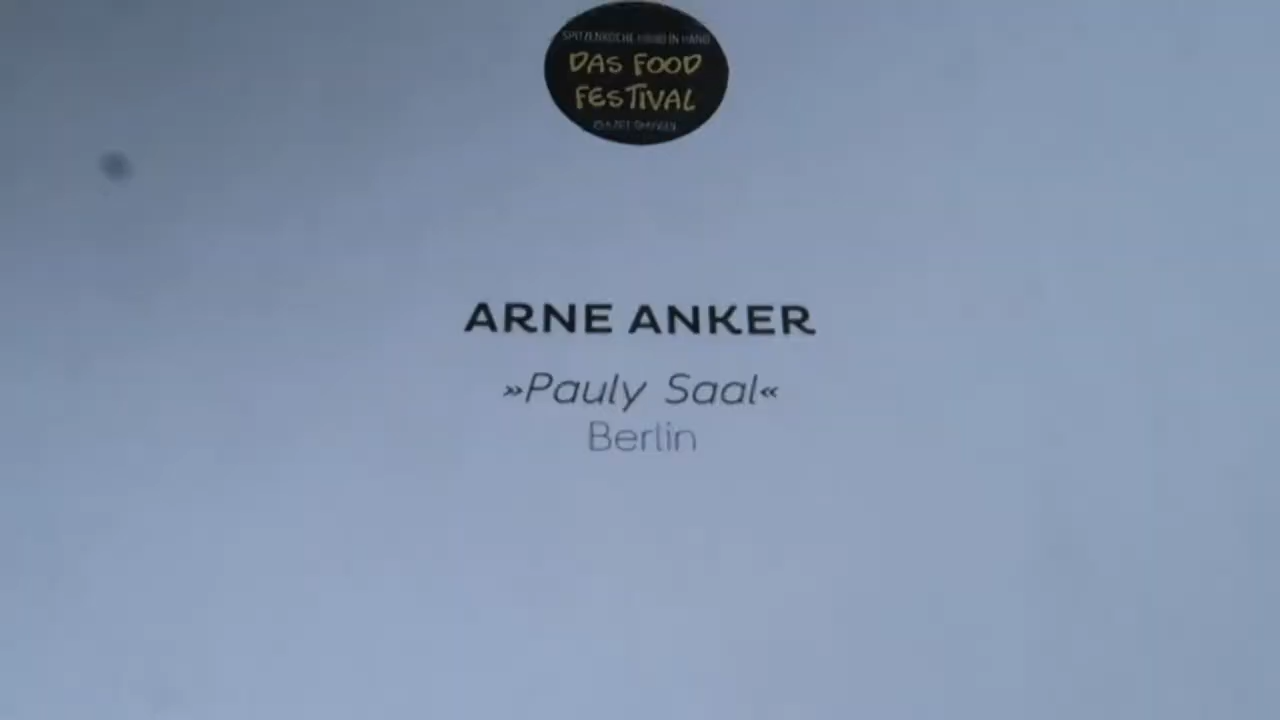 SPITZENKÖCHE HAND IN HAND
DAS FOOD
FESTIVAL
ARNE ANKER
»Pauly Saal«
Berlin